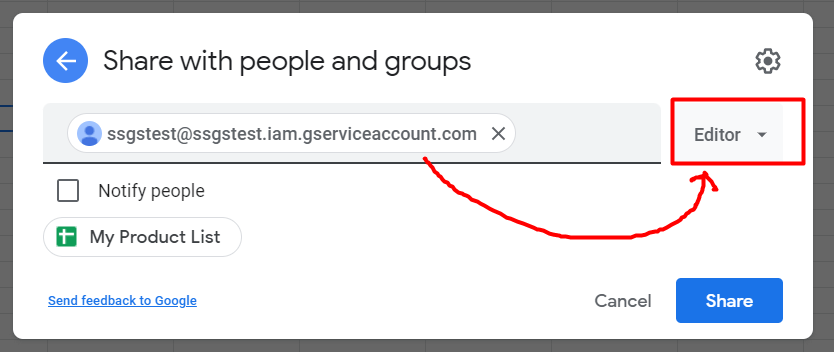 Share with people and groups
ssgstest@ssgstest.iam.gserviceaccount.com
Editor
Notify people
My Product List
Send feedback to Google
Cancel
Share